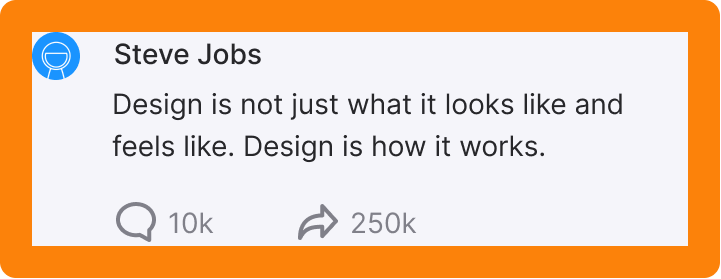 Steve Jobs
Design is not just what it looks like and
feels like. Design is how it works.
10k 250k